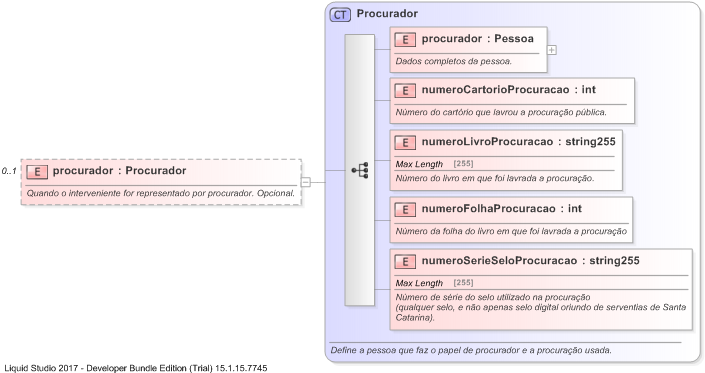 CT Procurador
E procurador : Pessoa
Dados completos da pessoa.
E numeroCartorioProcuracao : int
Número do cartório que lavrou a procuração pública.
E numeroLivroProcuracao : string255
Max Length [255]
Número do livro em que foi lavrada a procuração.
0..1
E procurador : Procurador
Quando o interveniente for representado por procurador. Opcional.
E numeroFolhaProcuracao : int
Número da folha do livro em que foi lavrada a procuração
E numeroSerieSeloProcuracao : string255
Max Length [255]
Número de série do selo utilizado na procuração
(qualquer selo, e não apenas selo digital oriundo de serventias de Santa
Catarina).
Define a pessoa que faz o papel de procurador e a procuração usada.
Liquid Studio 2017 - Developer Bundle Edition (Trial) 15.1.15.7745